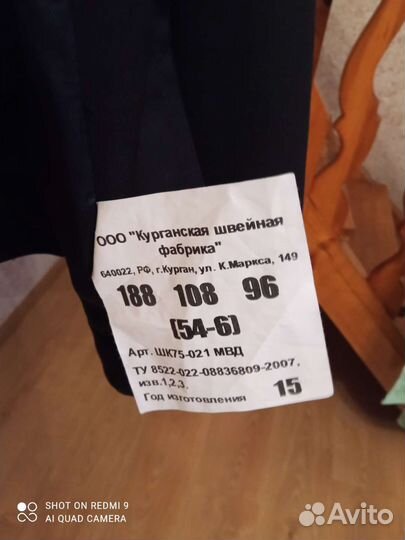 ООО "Курганская швейная
фабрика"
640022, РФ, г.Курган, ул. К.Маркса, 149
188 108 96
(54-6)
Арт. ШК75-021 МВД
ТУ 8522-022-08836809-2007,
изв.1,2,3.
Год изготовления 15
SHOT ON REDMI 9
AI QUAD CAMERA
Avito